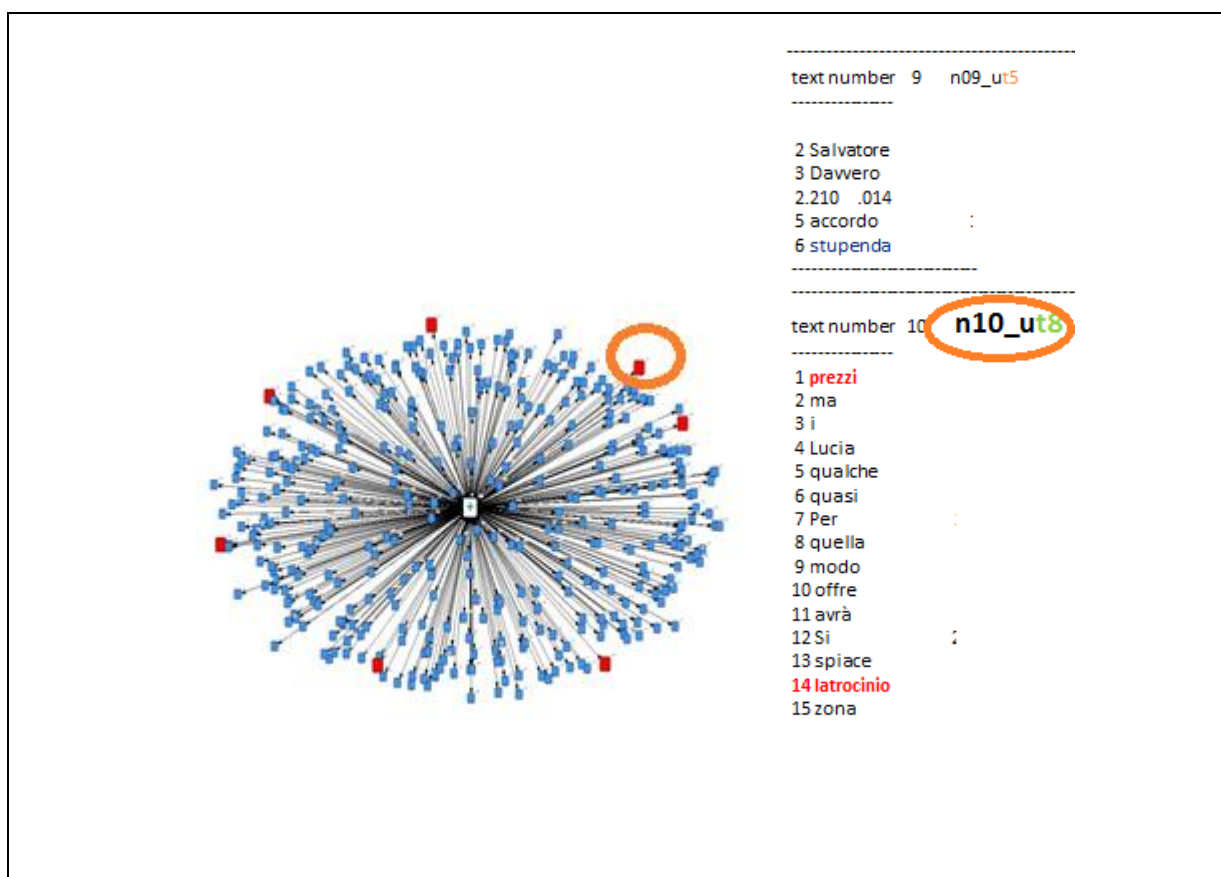 ----------------------------------------------
text number 9 n09_ut5
----------------
2 Salvatore
3 Davvero
2.210 .014
5 accordo
6 stupenda
------------------------------
----------------------------------------------
text number 10 n10_ut8
----------------
1 prezzi
2 ma
3 i
4 Lucia
5 qualche
6 quasi
7 Per
8 quella
9 modo
10 offre
11 avrà
12 Si
13 spiace
14 latrocinio
15 zona